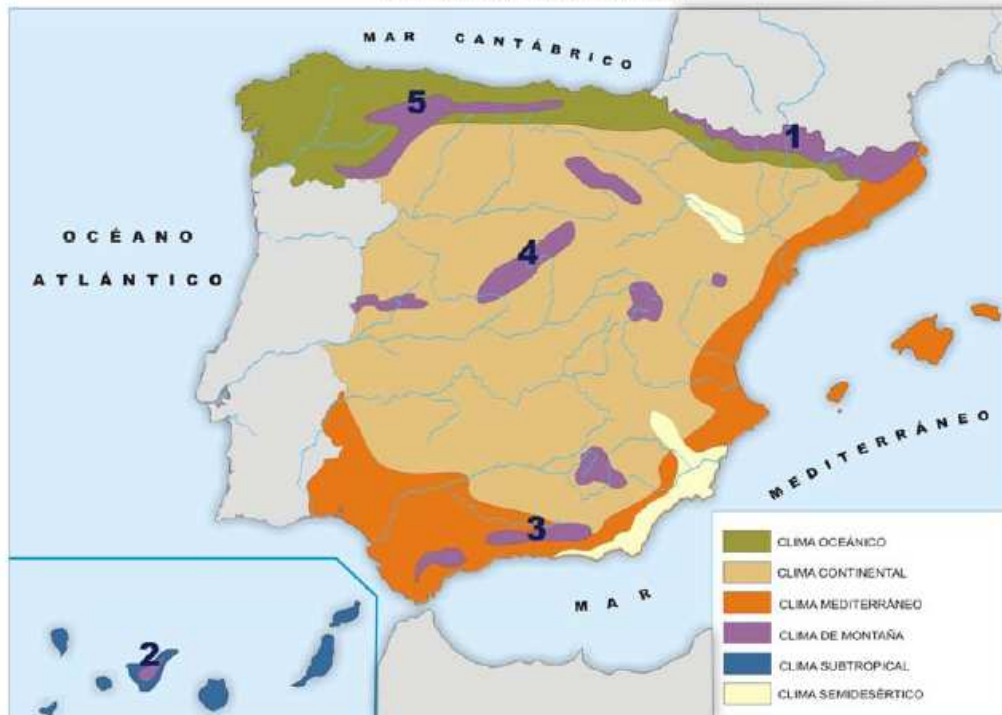 MAR CANTÁBRICO
5
1
OCÉANO
ATLÁNTICO
4
MEDITERRÁNEO
3
MAR
2
CLIMA OCEÁNICO
CLIMA CONTINENTAL
CLIMA MEDITERRÁNEO
CLIMA DE MONTAÑA
CLIMA SUBTROPICAL
CLIMA SEMIDESÉRTICO